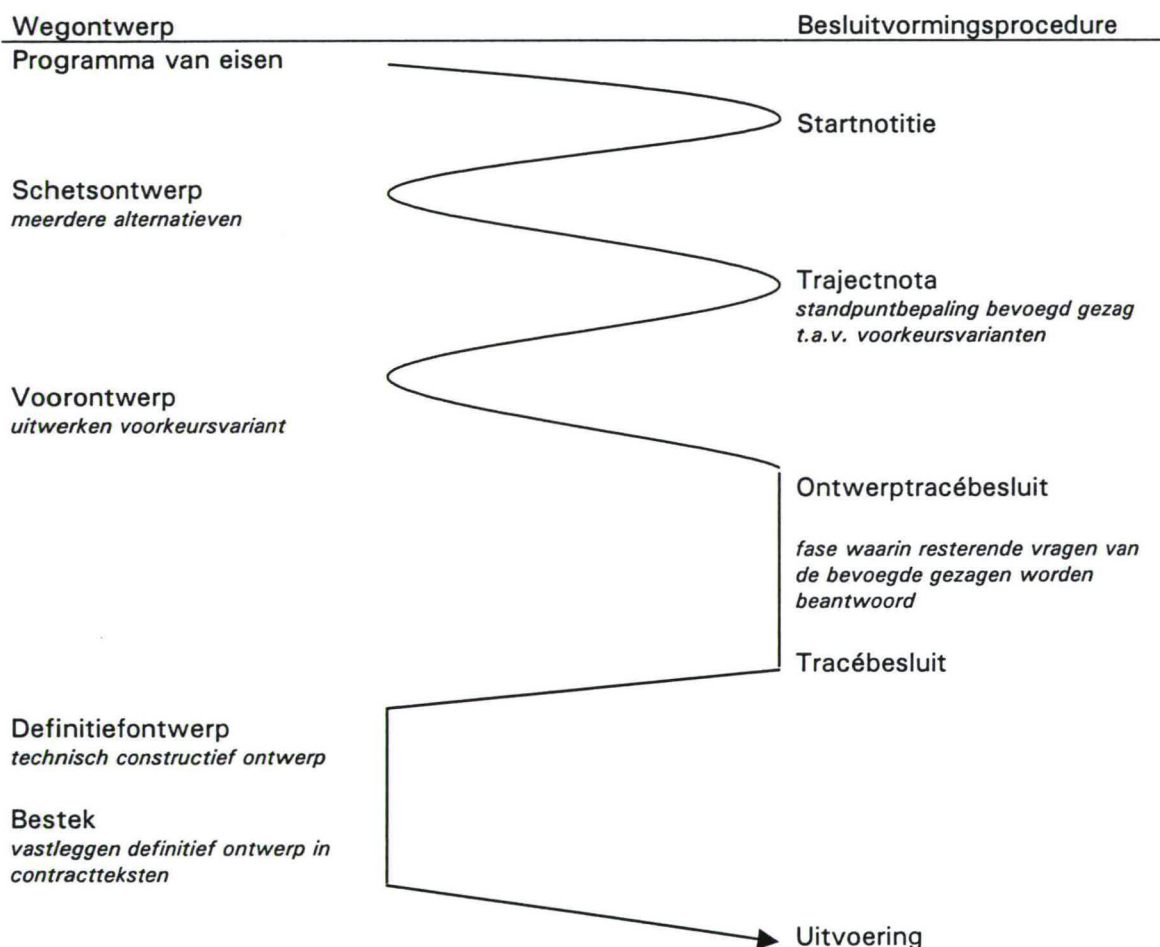 Wegontwerp
Besluitvormingsprocedure
Programma van eisen
Startnotitie
Schetsontwerp
meerdere alternatieven
Trajectnota
standpuntbepaling bevoegd gezag
t.a.v. voorkeursvarianten
Voorontwerp
uitwerken voorkeursvariant
Ontwerptracébesluit
fase waarin resterende vragen van
de bevoegde gezagen worden
beantwoord
Tracébesluit
Definitiefontwerp
technisch constructief ontwerp
Bestek
vastleggen definitief ontwerp in
contractteksten
Uitvoering